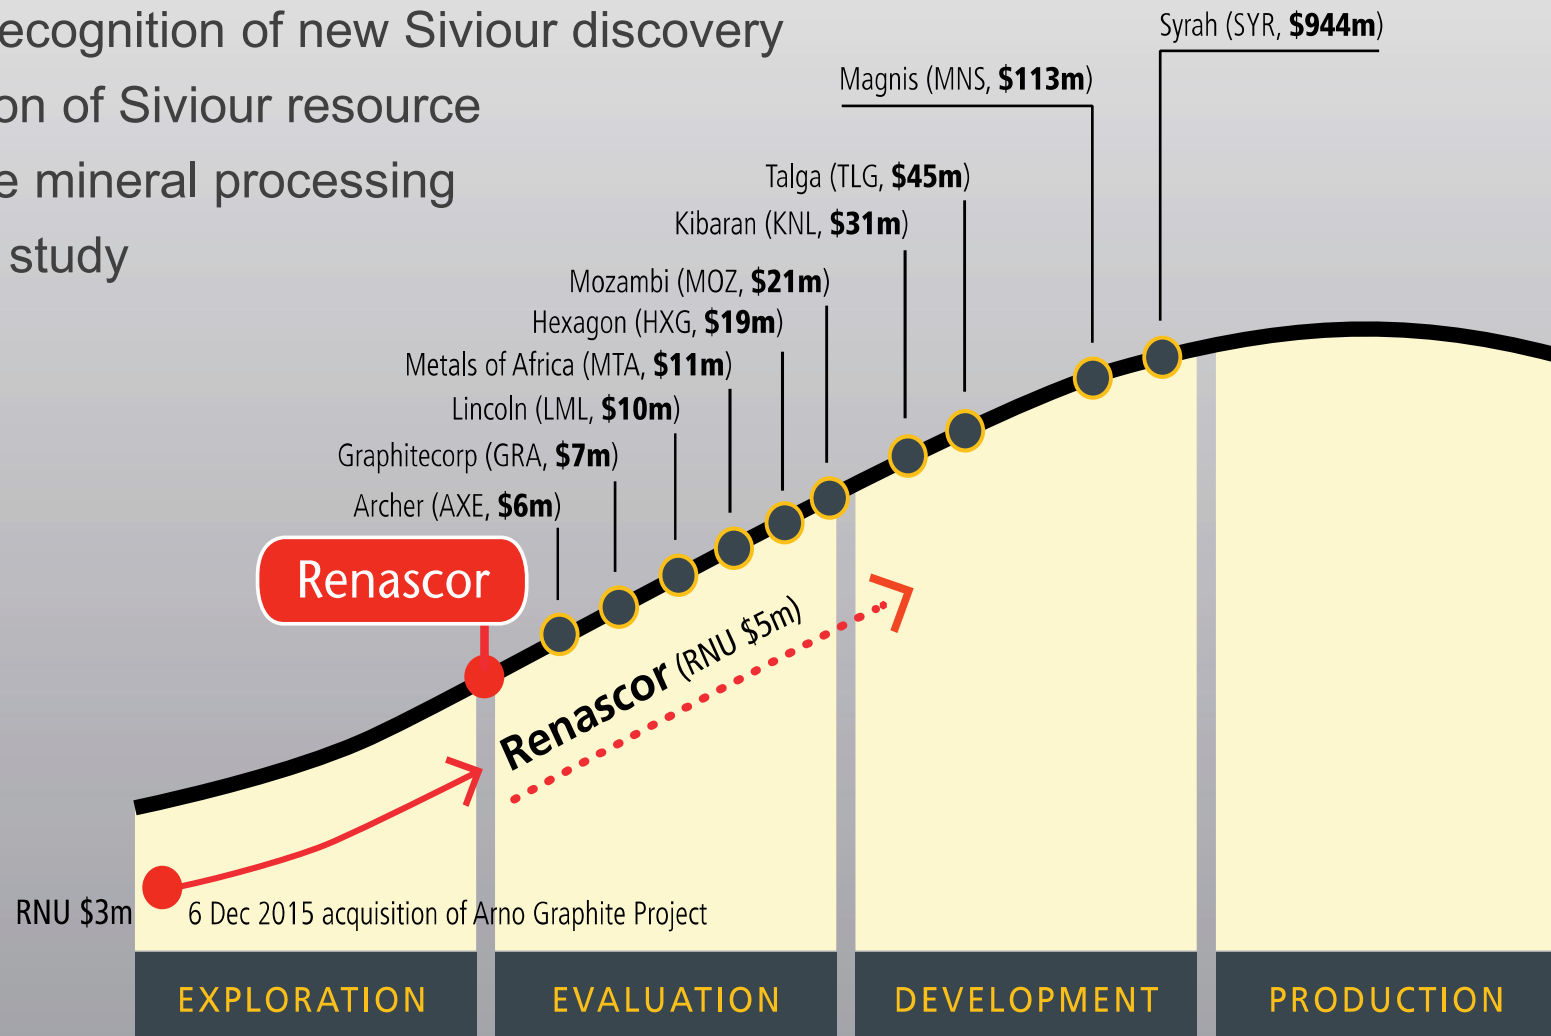 ecognition of new Siviour discovery
on of Siviour resource
e mineral processing
study
Syrah (SYR, $944m)
Magnis (MNS, $113m)
Talga (TLG, $45m)
Kibaran (KNL, $31m)
Mozambi (MOZ, $21m)
Hexagon (HXG, $19m)
Metals of Africa (MTA, $11m)
Lincoln (LML, $10m)
Graphitecorp (GRA, $7m)
Archer (AXE, $6m)
Renascor
Renascor (RNU $5m)
RNU $3m
6 Dec 2015 acquisition of Arno Graphite Project
EXPLORATION
EVALUATION
DEVELOPMENT
PRODUCTION